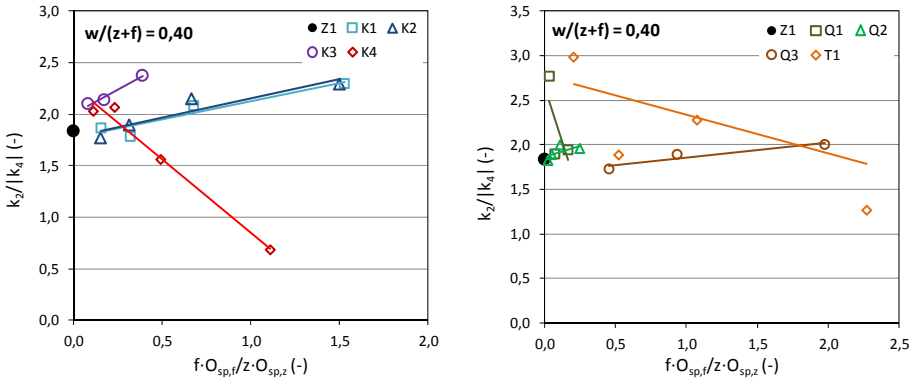 w/(z+f) = 0,40
Z1 K1 K2
K3 K4
3,0
2,5
2,0
1,5
1,0
0,5
0,0
k2/|k4| (-)
0,0 0,5 1,0 1,5 2,0
f·Osp,f/z·Osp,z (-)
w/(z+f) = 0,40
Z1 Q1 Q2
Q3 T1
3,5
3,0
2,5
2,0
1,5
1,0
0,5
0,0
k2/|k4| (-)
0,0 0,5 1,0 1,5 2,0 2,5
f·Osp,f/z·Osp,z (-)